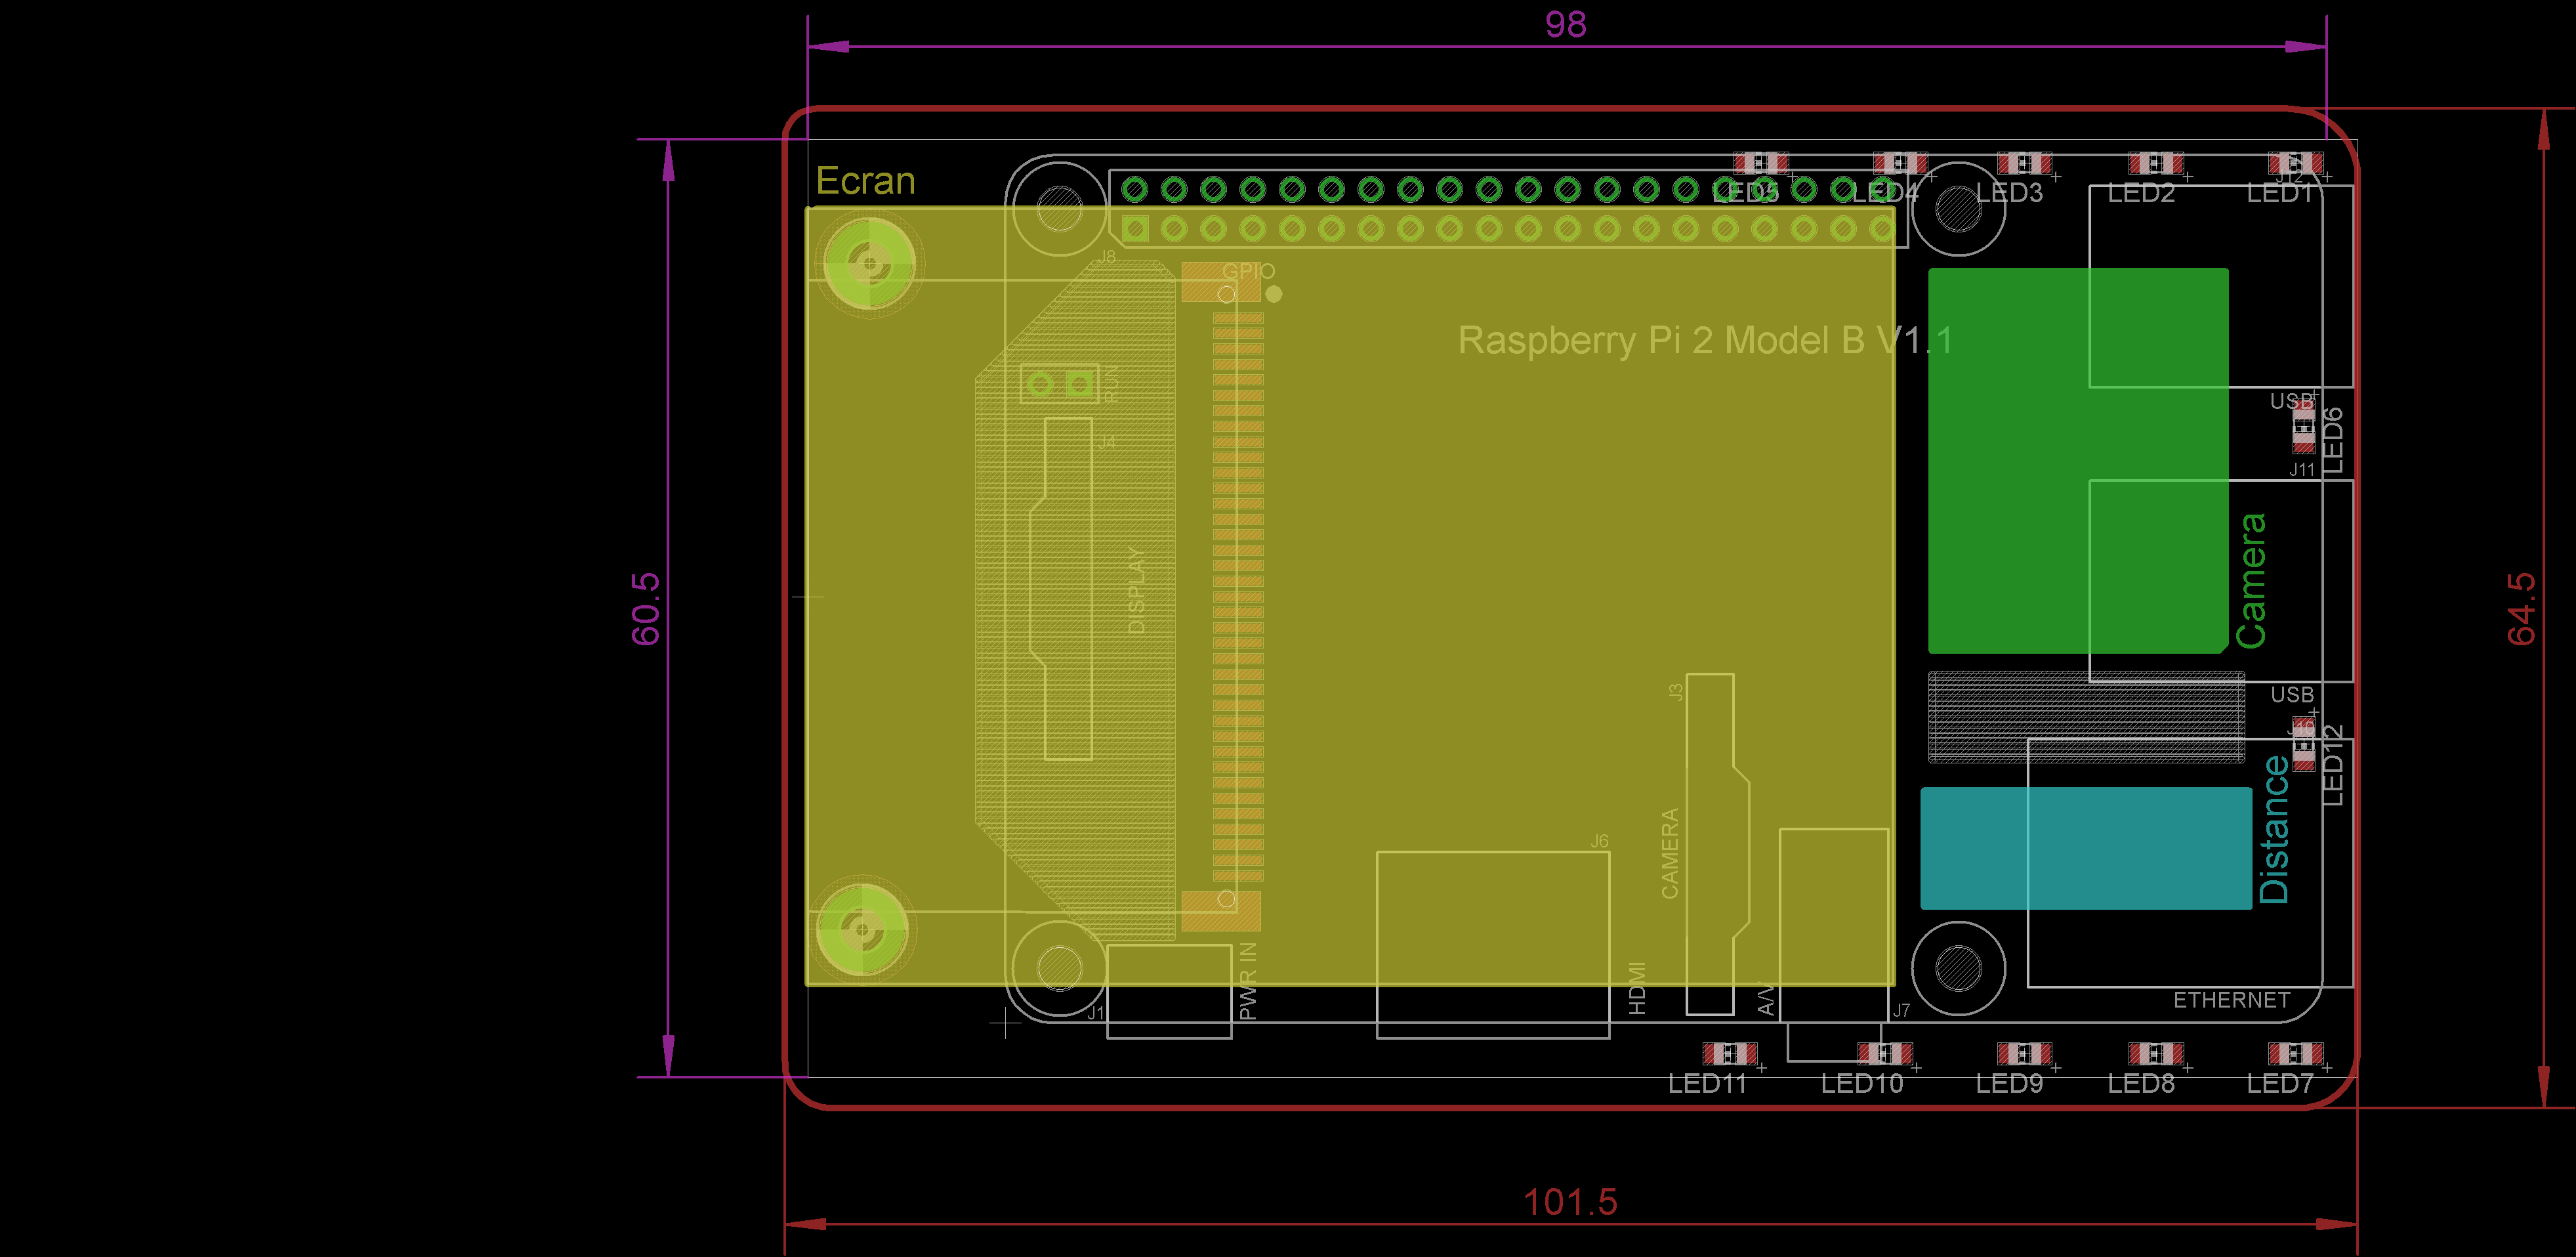 98
Ecran
LED5
LED4
LED3
LED2
J12
LED1
J8
GPIO
Raspberry Pi 2 Model B V1.1
RUN
J4
USB
LED6
J11
DISPLAY
Camera
60.5
64.5
J3
USB
LED12
Distance
CAMERA
J6
PWR IN
HDMI
A/V
J1
J7
ETHERNET
LED11
LED10
LED9
LED8
LED7
101.5